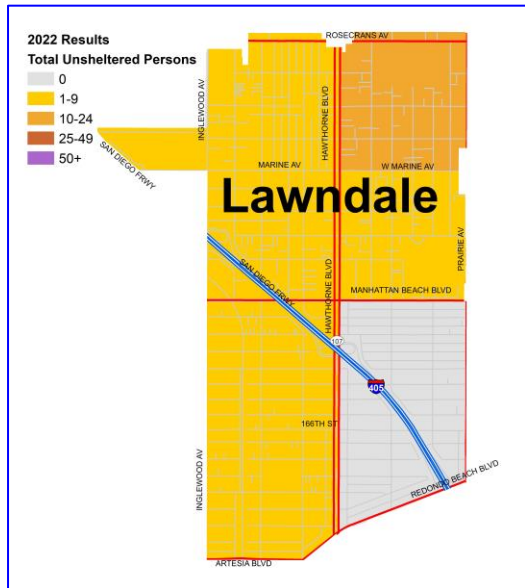 2022 Results
Total Unsheltered Persons
0
1-9
10-24
25-49
50+
ROSECRANS AV
INGLEWOOD AV
HAWTHORNE BLVD
SAN DIEGO FRWY
MARINE AV
W MARINE AV
Lawndale
PRAIRIE AV
SAN DIEGO FRWY
HAWTHORNE BLVD
MANHATTAN BEACH BLVD
107
405
166TH ST
INGLEWOOD AV
REDONDO BEACH BLVD
ARTESIA BLVD